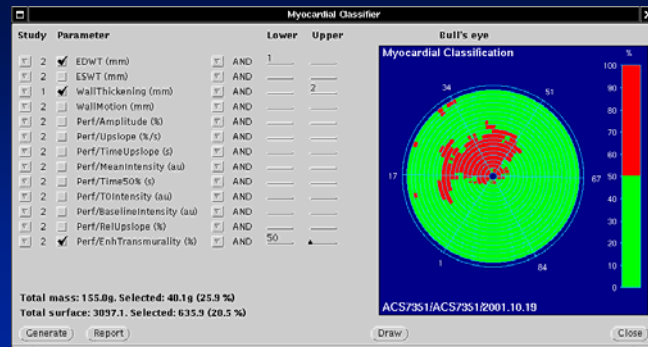 Myocardial Classifier
Study Parameter Lower Upper Bull's eye
2 EDWT (mm) AND 1
2 ESWT (mm) AND
1 WallThickening (mm) AND 2
2 WallMotion (mm) AND
2 Perf/Amplitude (%) AND
2 Perf/Upslope (%/s) AND
2 Perf/TimeUpslope (s) AND
2 Perf/MeanIntensity (au) AND
2 Perf/Time50% (s) AND
2 Perf/T0Intensity (au) AND
2 Perf/BaselineIntensity (au) AND
2 Perf/RelUpslope (%) AND
2 Perf/EnhTransmurality (%) AND 50
Total mass: 155.0g, Selected: 40.1g (25.9 %)
Total surface: 3097.1, Selected: 635.9 (20.5 %)
Generate Report Draw Close
Myocardial Classification
%
34 51
17 67
1 84
100
90
80
70
60
50
40
30
20
10
0
ACS7351/ACS7351/2001.10.19